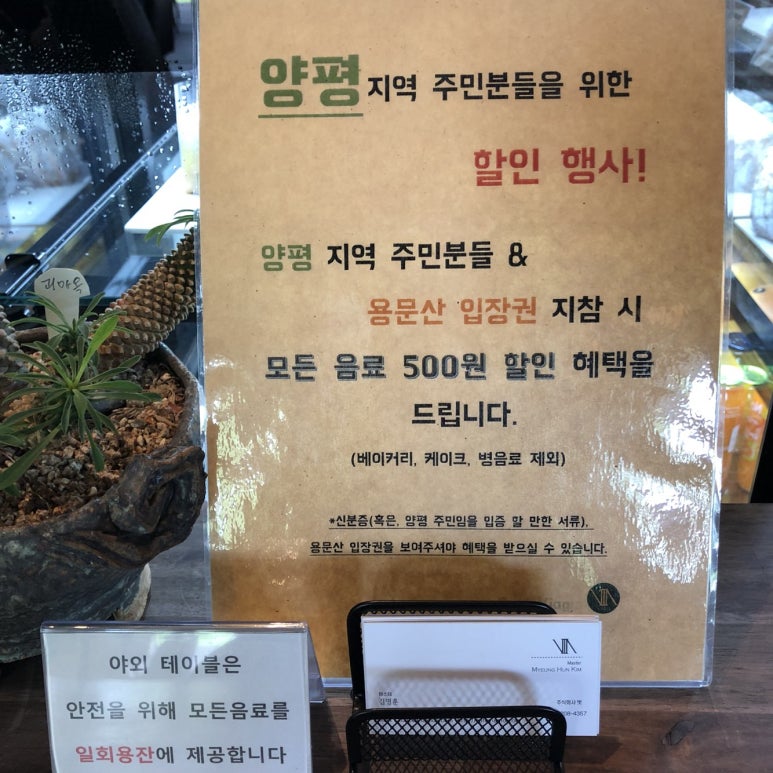 양평 지역 주민분들을 위한
할인 행사!
양평 지역 주민분들 &
용문산 입장권 지참 시
모든 음료 500원 할인 혜택을
드립니다.
(베이커리, 케이크, 병음료 제외)
*신분증(혹은, 양평 주민임을 입증 할 만한 서류),
용문산 입장권을 보여주셔야 혜택을 받으실 수 있습니다.
괴마옥
야외 테이블은
안전을 위해 모든음료를
일회용잔에 제공합니다
Master
MYEUNG HUN KIM
마스터
김명훈
-4357